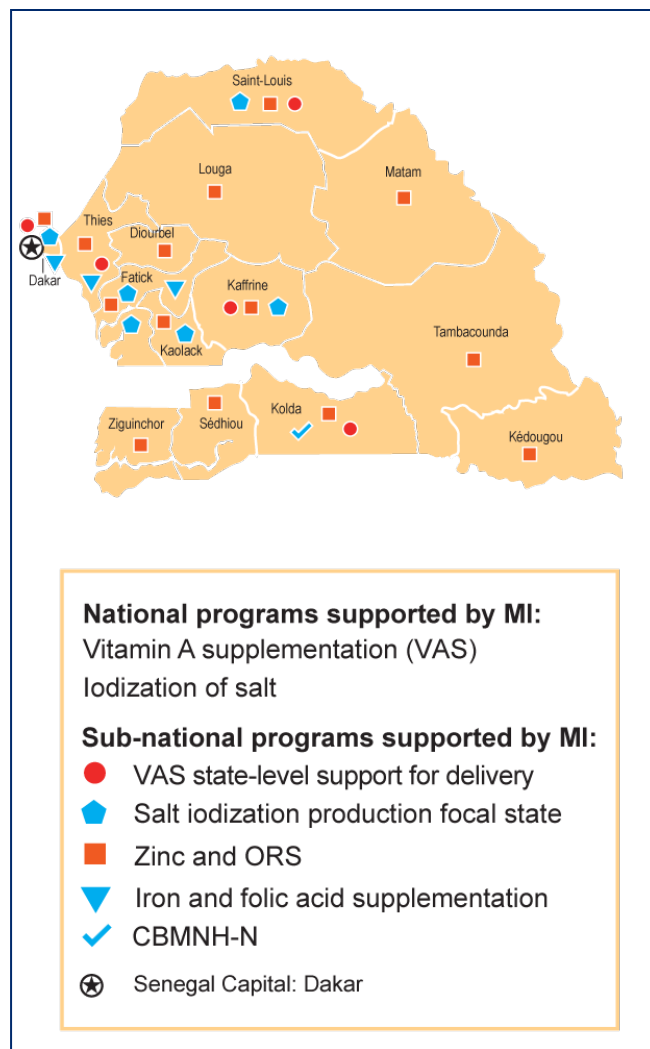 Saint-Louis
Louga
Matam
Thies
Diourbel
Dakar
Fatick
Kaffrine
Kaolack
Tambacounda
Ziguinchor
Sédhiou
Kolda
Kédougou
National programs supported by MI:
Vitamin A supplementation (VAS)
Iodization of salt
Sub-national programs supported by MI:
VAS state-level support for delivery
Salt iodization production focal state
Zinc and ORS
Iron and folic acid supplementation
CBMNH-N
Senegal Capital: Dakar